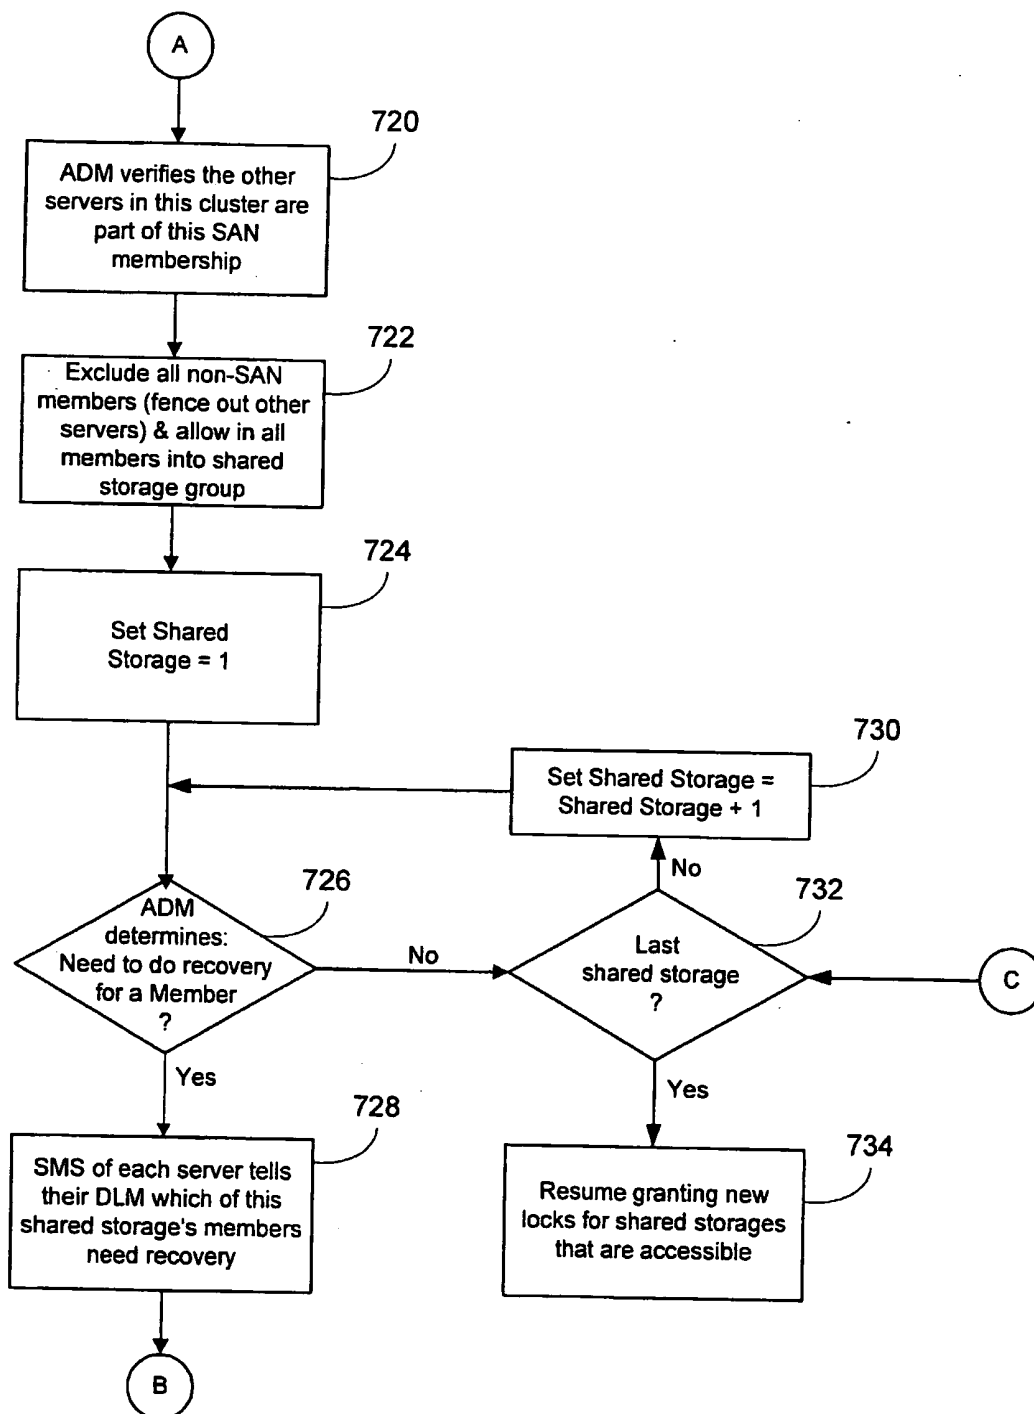 A
720
ADM verifies the other
servers in this cluster are
part of this SAN
membership
722
Exclude all non-SAN
members (fence out other
servers) & allow in all
members into shared
storage group
724
Set Shared
Storage = 1
730
Set Shared Storage =
Shared Storage + 1
No
726
ADM
determines:
Need to do recovery
for a Member
?
No
732
Last
shared storage
?
C
Yes
Yes
728
SMS of each server tells
their DLM which of this
shared storage's members
need recovery
734
Resume granting new
locks for shared storages
that are accessible
B